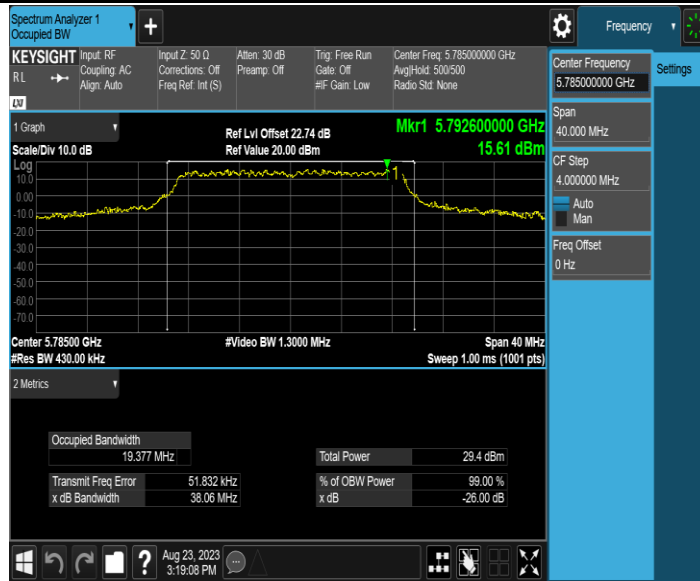 Spectrum Analyzer 1
Occupied BW
+
Frequency
KEYSIGHT
RL
LXI
Input: RF
Coupling: AC
Align: Auto
Input Z: 50 Ω
Corrections: Off
Freq Ref: Int (S)
Atten: 30 dB
Preamp: Off
Trig: Free Run
Gate: Off
#IF Gain: Low
Center Freq: 5.785000000 GHz
Avg|Hold: 500/500
Radio Std: None
Center Frequency
5.785000000 GHz
Settings
Span
40.000 MHz
CF Step
4.000000 MHz
Auto
Man
Freq Offset
0 Hz
1 Graph
Scale/Div 10.0 dB
Ref Lvl Offset 22.74 dB
Ref Value 20.00 dBm
Mkr1 5.792600000 GHz
15.61 dBm
Log
10.0
0.00
-10.0
-20.0
-30.0
-40.0
-50.0
-60.0
-70.0
1
Center 5.78500 GHz
#Res BW 430.00 kHz
#Video BW 1.3000 MHz
Span 40 MHz
Sweep 1.00 ms (1001 pts)
2 Metrics
Occupied Bandwidth
19.377 MHz
Total Power 29.4 dBm
Transmit Freq Error 51.832 kHz
% of OBW Power 99.00 %
x dB Bandwidth 38.06 MHz
x dB -26.00 dB
?
Aug 23, 2023
3:19:08 PM